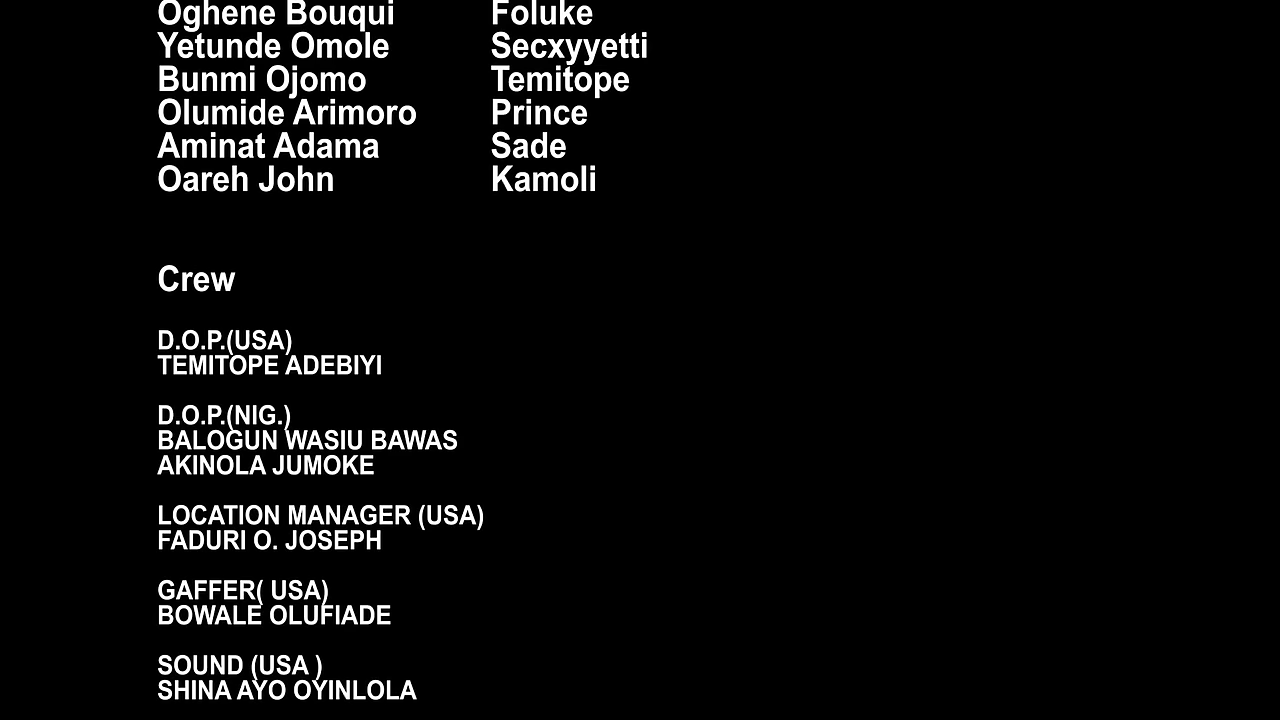 Oghene Bouqui Foluke
Yetunde Omole Secxyyetti
Bunmi Ojomo Temitope
Olumide Arimoro Prince
Aminat Adama Sade
Oareh John Kamoli
Crew
D.O.P.(USA)
TEMITOPE ADEBIYI
D.O.P.(NIG.)
BALOGUN WASIU BAWAS
AKINOLA JUMOKE
LOCATION MANAGER (USA)
FADURI O. JOSEPH
GAFFER( USA)
BOWALE OLUFIADE
SOUND (USA )
SHINA AYO OYINLOLA